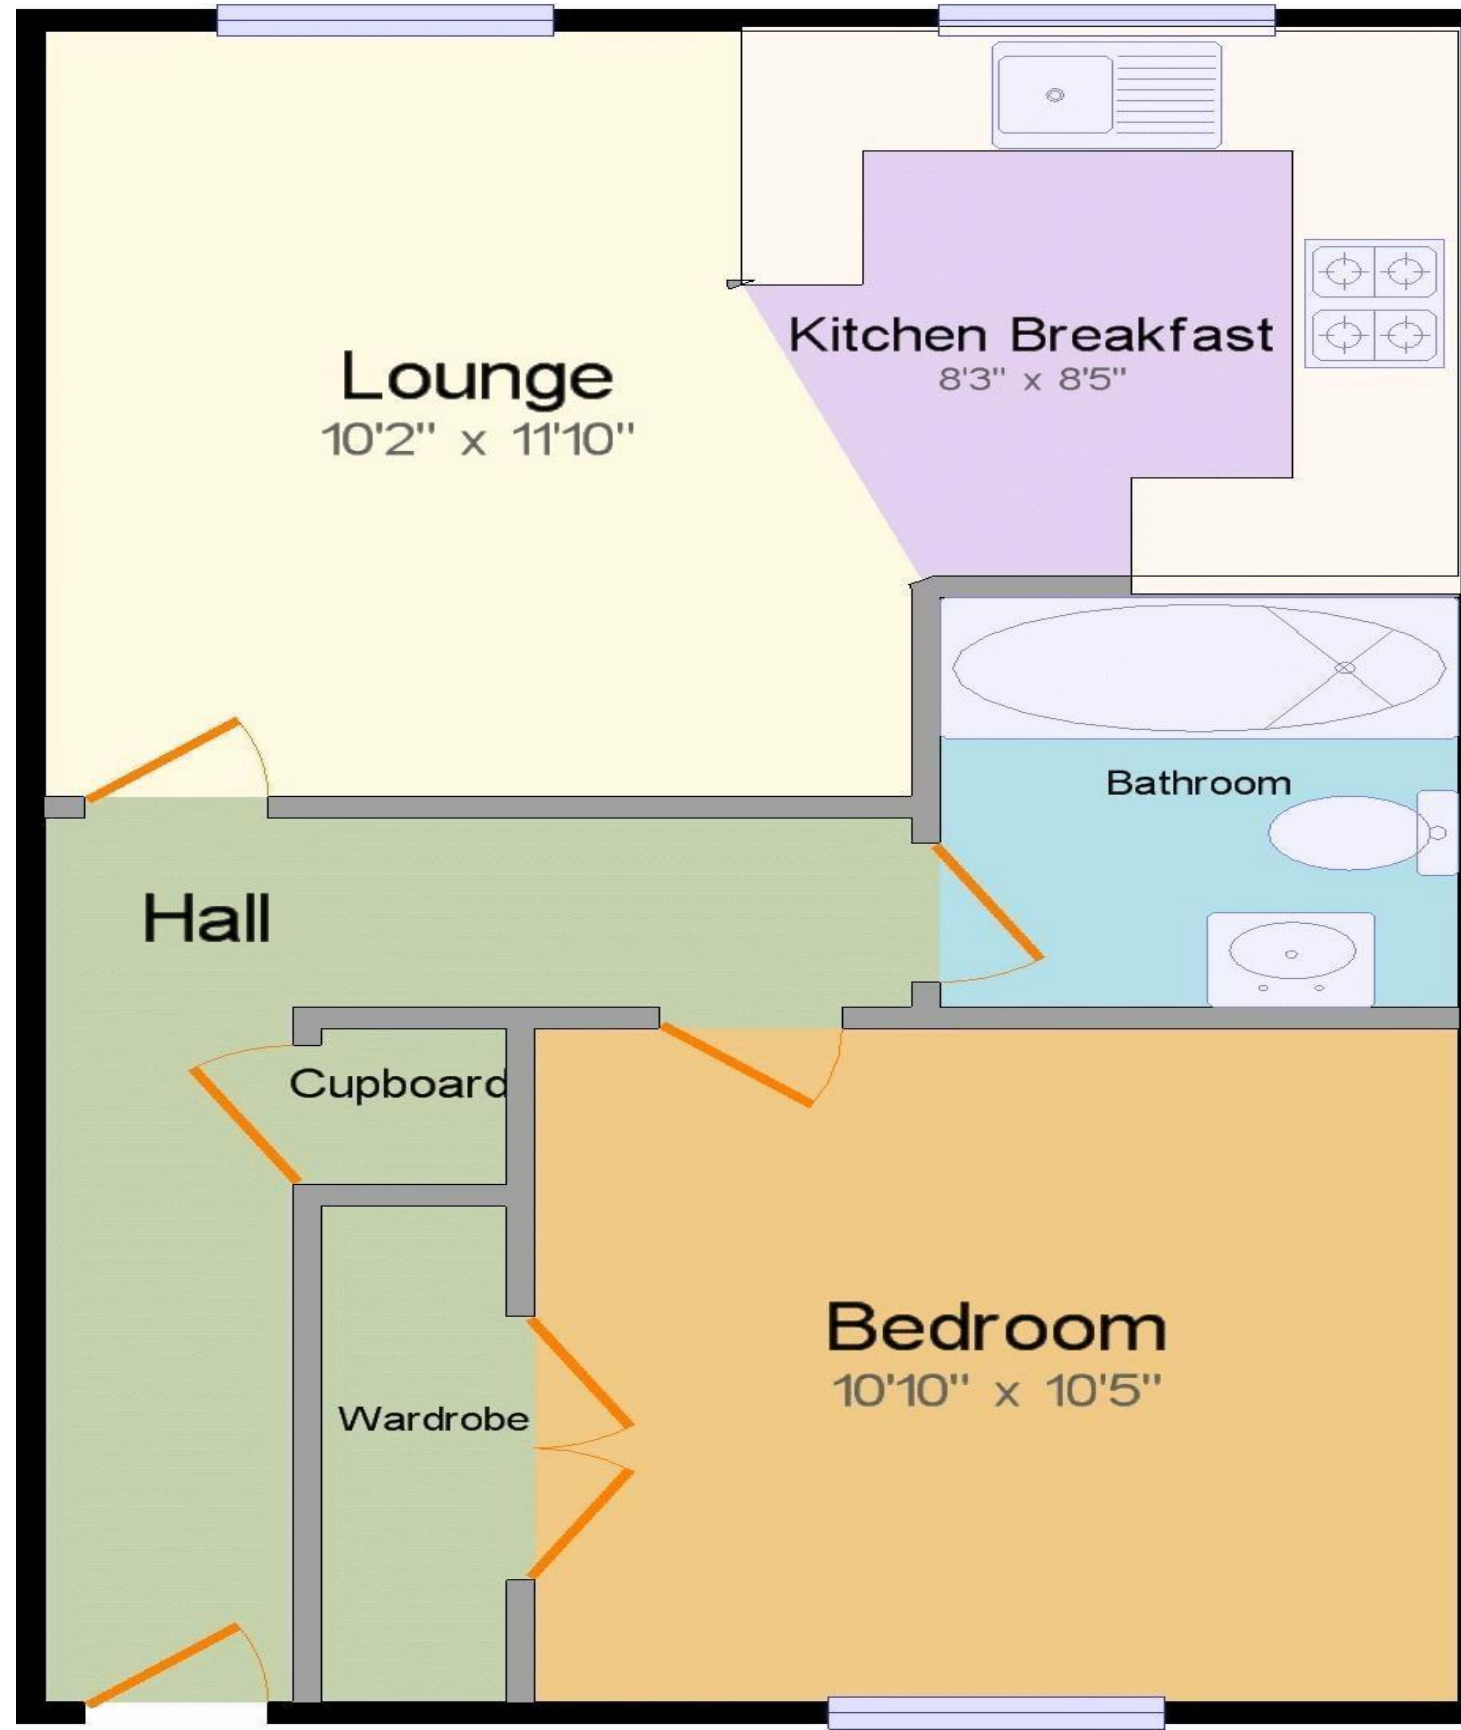 Kitchen Breakfast
8'3" x 8'5"
Lounge
10'2" x 11'10"
Bathroom
Hall
Cupboard
Bedroom
10'10" x 10'5"
Wardrobe